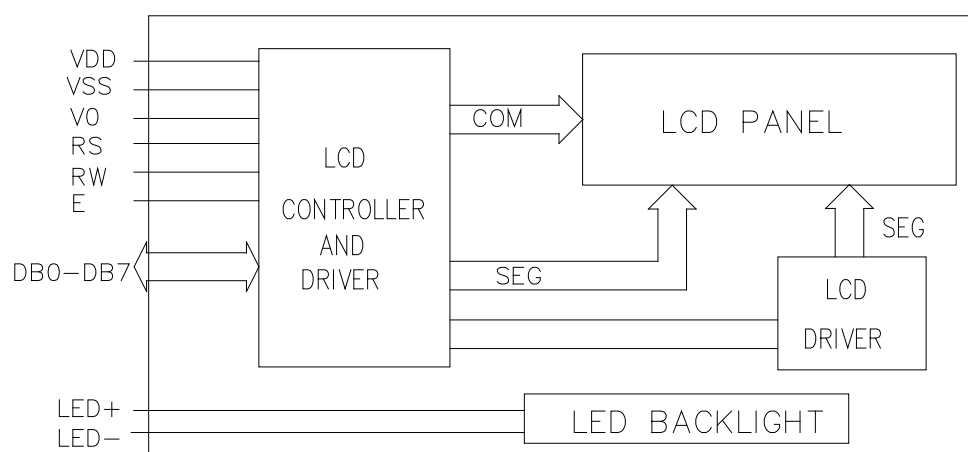 VDD
VSS
V0
RS
RW
E
DB0-DB7
LED+
LED-
LCD
CONTROLLER
AND
DRIVER
COM
SEG
LCD PANEL
SEG
LCD
DRIVER
LED BACKLIGHT